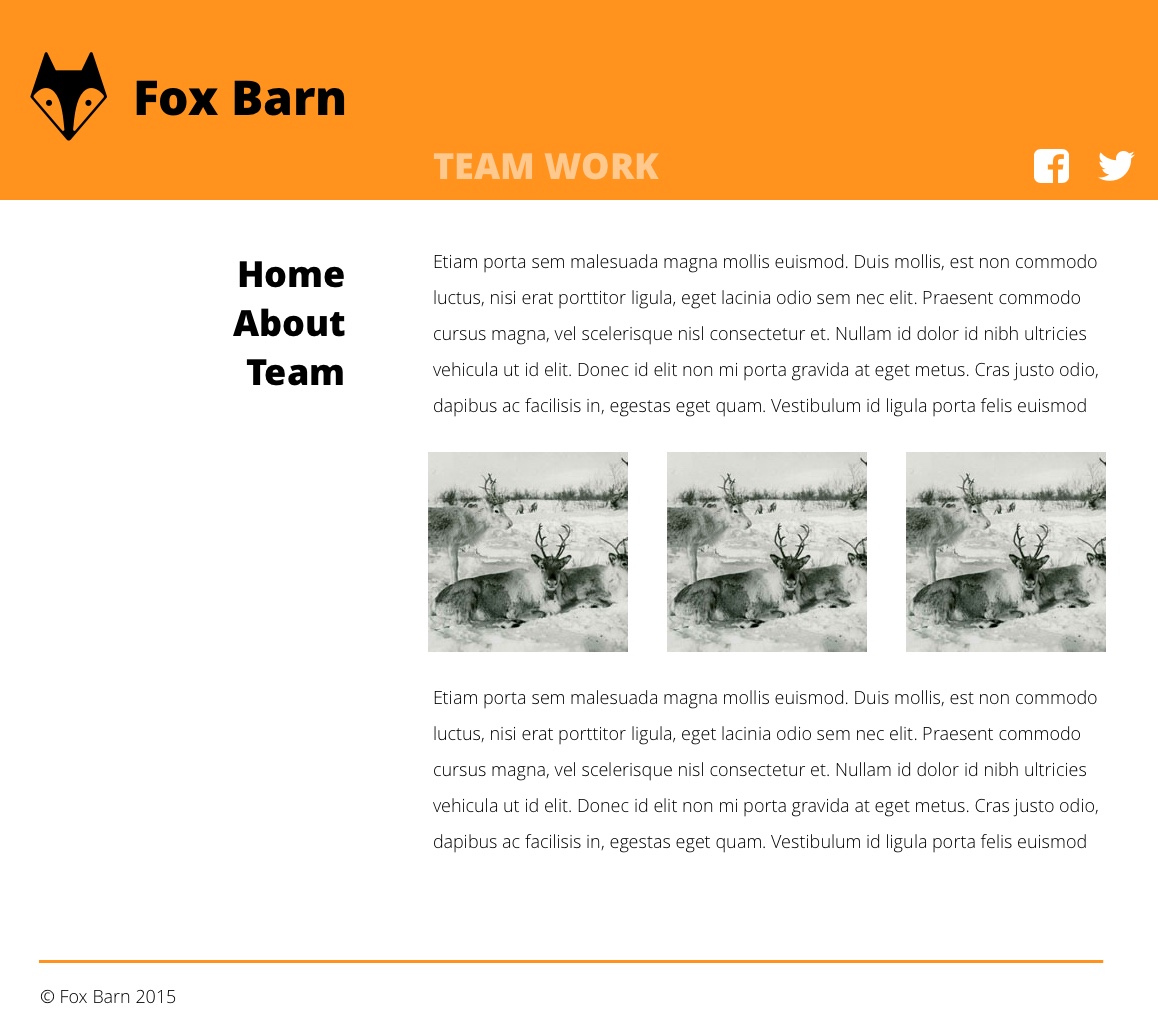 Fox Barn
TEAM WORK
Home
About
Team
Etiam porta sem malesuada magna mollis euismod. Duis mollis, est non commodo
luctus, nisi erat porttitor ligula, eget lacinia odio sem nec elit. Praesent commodo
cursus magna, vel scelerisque nisl consectetur et. Nullam id dolor id nibh ultricies
vehicula ut id elit. Donec id elit non mi porta gravida at eget metus. Cras justo odio,
dapibus ac facilisis in, egestas eget quam. Vestibulum id ligula porta felis euismod
Etiam porta sem malesuada magna mollis euismod. Duis mollis, est non commodo
luctus, nisi erat porttitor ligula, eget lacinia odio sem nec elit. Praesent commodo
cursus magna, vel scelerisque nisl consectetur et. Nullam id dolor id nibh ultricies
vehicula ut id elit. Donec id elit non mi porta gravida at eget metus. Cras justo odio,
dapibus ac facilisis in, egestas eget quam. Vestibulum id ligula porta felis euismod
© Fox Barn 2015